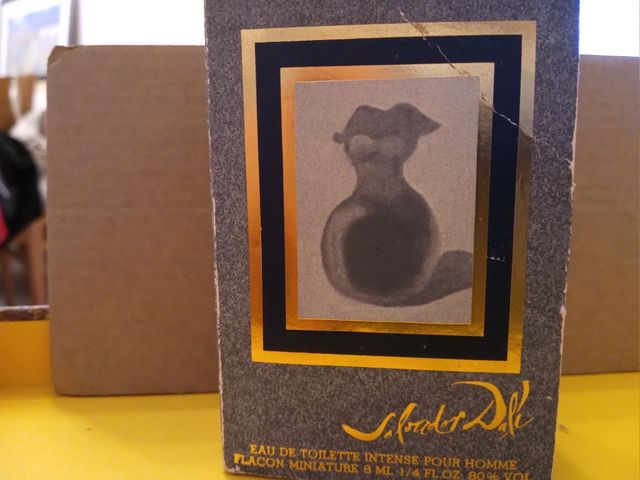 Salvador Dalí
EAU DE TOILETTE INTENSE POUR HOMME
FLACON MINIATURE 8 ML 1/4 FL.OZ. 80% VOL